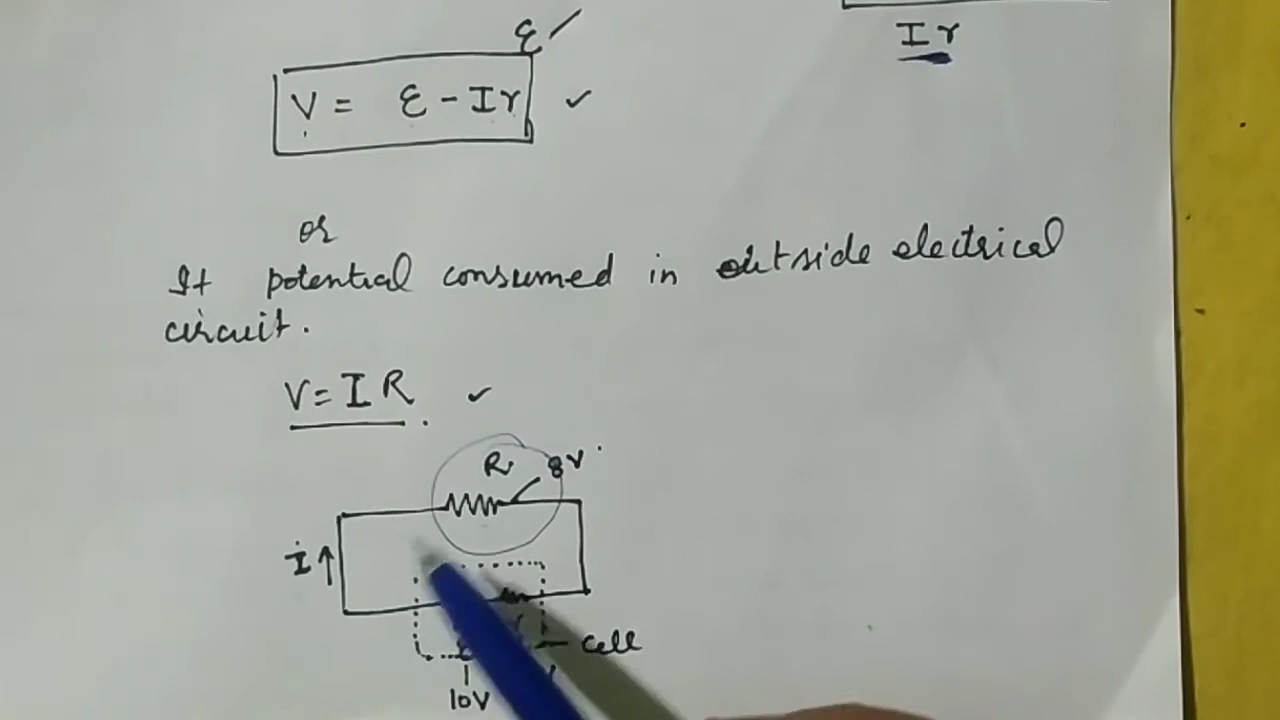 ε
Ir
V = ε - Ir
or
It potential consumed in outside electrical
circuit.
V = IR
R 8V
I
cell
10V